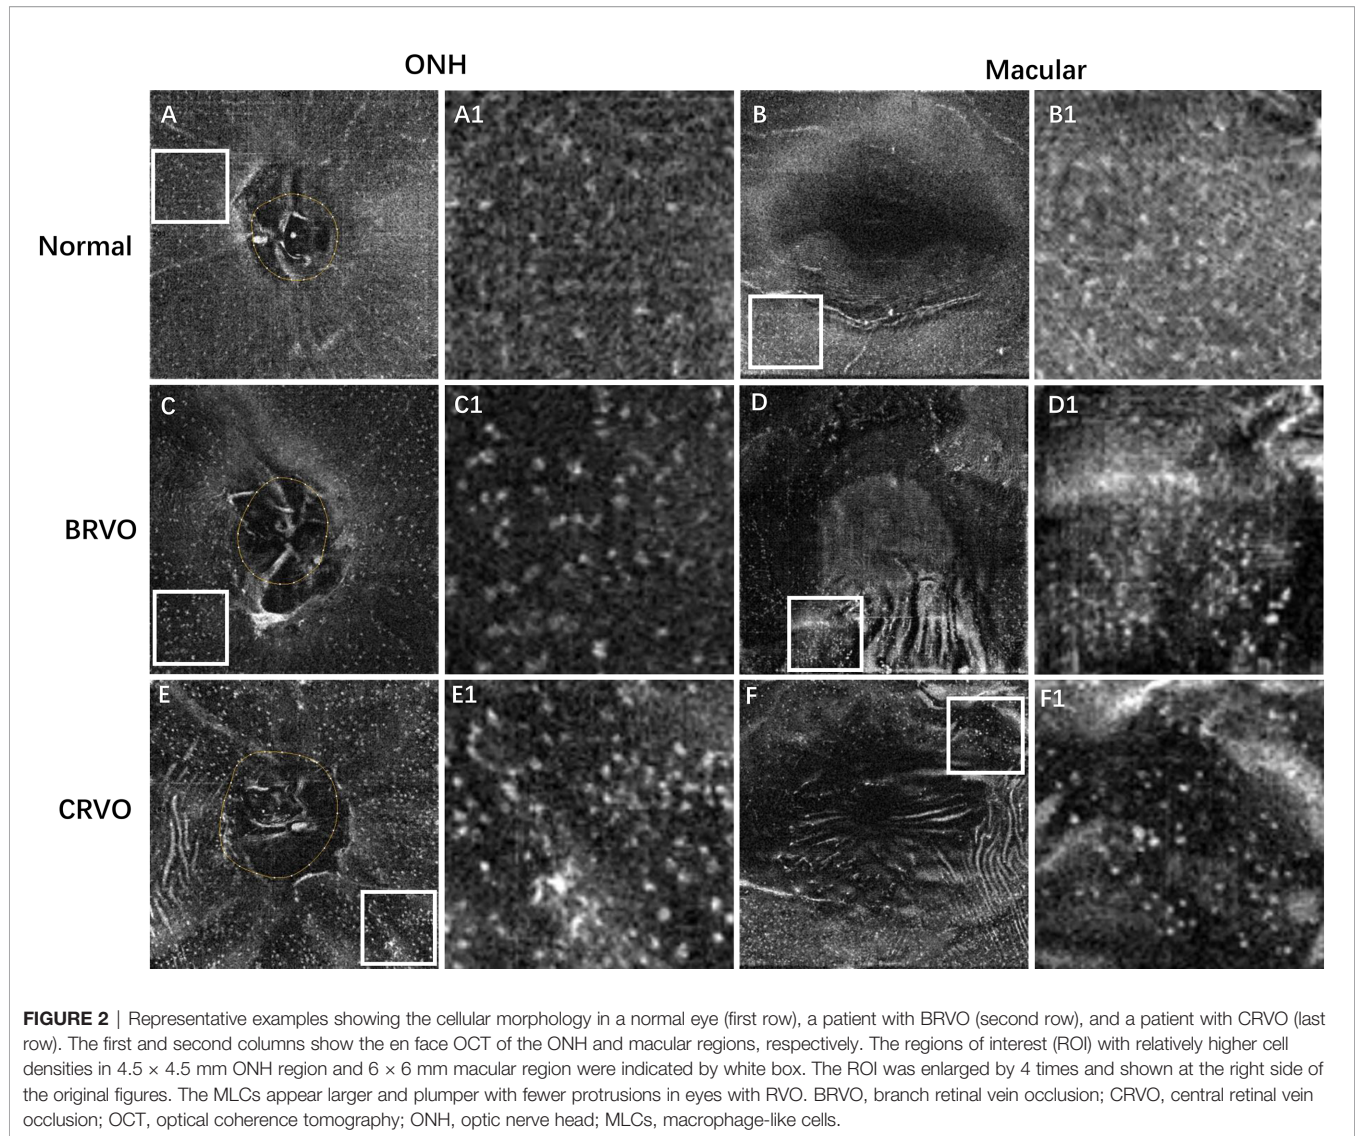 ONH
Macular
A
A1
B
B1
Normal
C
C1
D
D1
BRVO
E
E1
F
F1
CRVO
FIGURE 2 | Representative examples showing the cellular morphology in a normal eye (first row), a patient with BRVO (second row), and a patient with CRVO (last
row). The first and second columns show the en face OCT of the ONH and macular regions, respectively. The regions of interest (ROI) with relatively higher cell
densities in 4.5 × 4.5 mm ONH region and 6 × 6 mm macular region were indicated by white box. The ROI was enlarged by 4 times and shown at the right side of
the original figures. The MLCs appear larger and plumper with fewer protrusions in eyes with RVO. BRVO, branch retinal vein occlusion; CRVO, central retinal vein
occlusion; OCT, optical coherence tomography; ONH, optic nerve head; MLCs, macrophage-like cells.